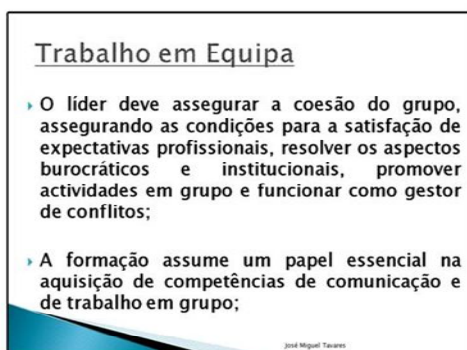 Trabalho em Equipa
O líder deve assegurar a coesão do grupo,
assegurando as condições para a satisfação de
expectativas profissionais, resolver os aspectos
burocráticos e institucionais, promover
actividades em grupo e funcionar como gestor
de conflitos;
A formação assume um papel essencial na
aquisição de competências de comunicação e
de trabalho em grupo;
José Miguel Tavares